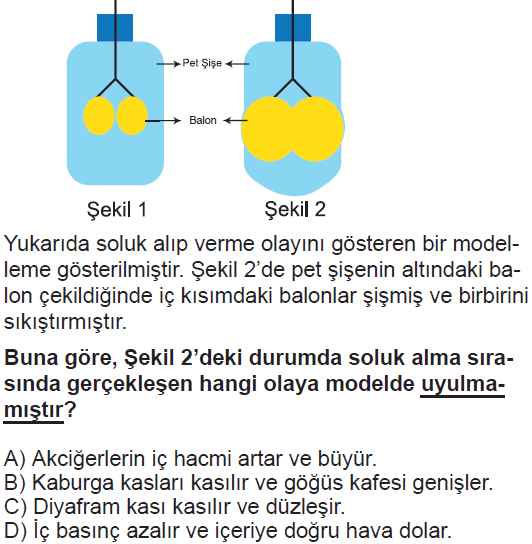 Pet Şişe
Balon
Şekil 1
Şekil 2
Yukarıda soluk alıp verme olayını gösteren bir model-
leme gösterilmiştir. Şekil 2’de pet şişenin altındaki ba-
lon çekildiğinde iç kısımdaki balonlar şişmiş ve birbirini
sıkıştırmıştır.
Buna göre, Şekil 2’deki durumda soluk alma sıra-
sında gerçekleşen hangi olaya modelde uyulma-
mıştır?
A) Akciğerlerin iç hacmi artar ve büyür.
B) Kaburga kasları kasılır ve göğüs kafesi genişler.
C) Diyafram kası kasılır ve düzleşir.
D) İç basınç azalır ve içeriye doğru hava dolar.